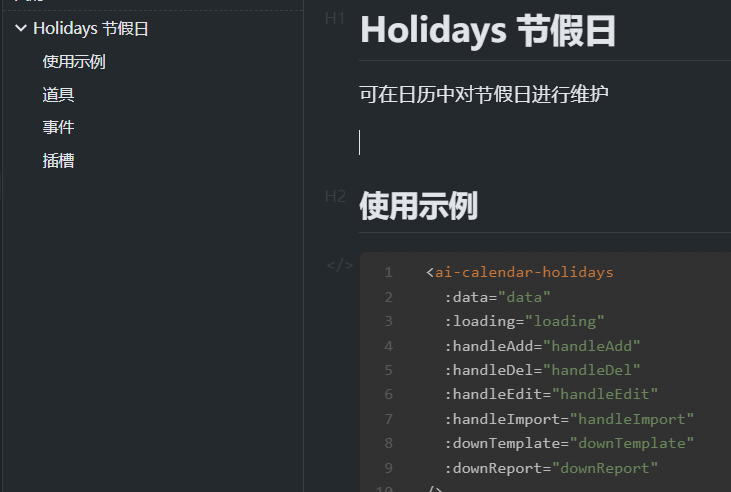 Holidays 节假日
使用示例
道具
事件
插槽
H1 Holidays 节假日
可在日历中对节假日进行维护
H2 使用示例
</>
1 <ai-calendar-holidays
2 :data="data"
3 :loading="loading"
4 :handleAdd="handleAdd"
5 :handleDel="handleDel"
6 :handleEdit="handleEdit"
7 :handleImport="handleImport"
8 :downTemplate="downTemplate"
9 :downReport="downReport"
10 />